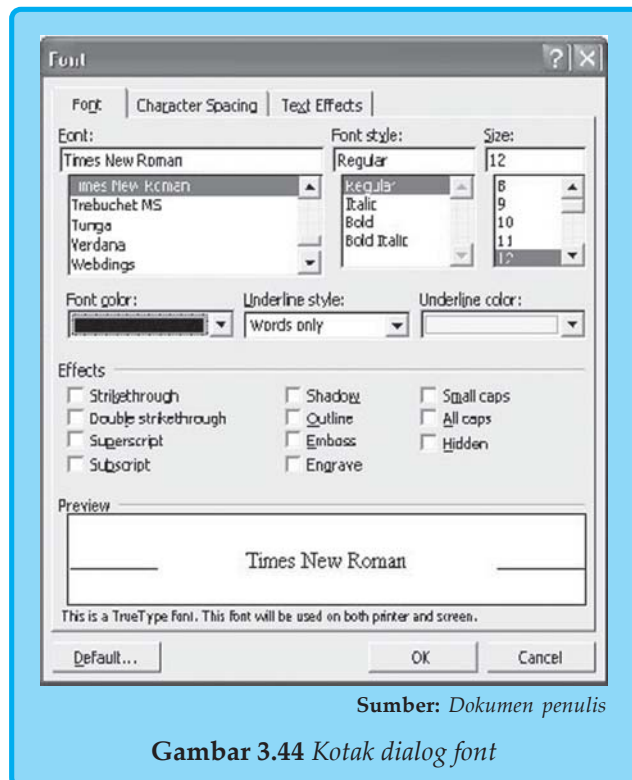 Font
Font Character Spacing Text Effects
Font: Font style: Size:
Times New Roman Regular 12
Times New Roman Regular 8
Trebuchet MS Italic 9
Tunga Bold 10
Verdana Bold Italic 11
Webdings 12
Font color: Underline style: Underline color:
Words only
Effects
Strikethrough Shadow Small caps
Double strikethrough Outline All caps
Superscript Emboss Hidden
Subscript Engrave
Preview
Times New Roman
This is a TrueType font. This font will be used on both printer and screen.
Default... OK Cancel
Sumber: Dokumen penulis
Gambar 3.44 Kotak dialog font